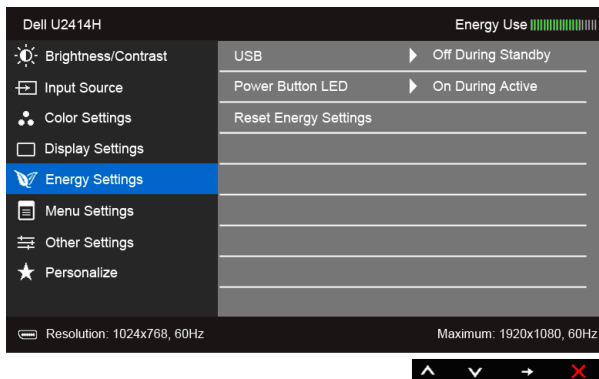 Dell U2414H Energy Use
Brightness/Contrast USB Off During Standby
Input Source Power Button LED On During Active
Color Settings Reset Energy Settings
Display Settings
Energy Settings
Menu Settings
Other Settings
Personalize
Resolution: 1024x768, 60Hz Maximum: 1920x1080, 60Hz